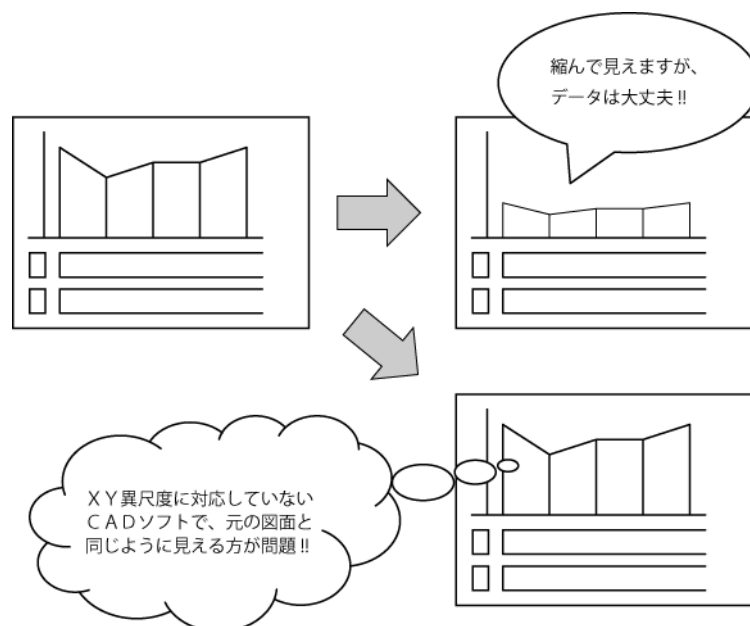 縮んで見えますが、
データは大丈夫!!
ＸＹ異尺度に対応していない
ＣＡＤソフトで、元の図面と
同じように見える方が問題!!